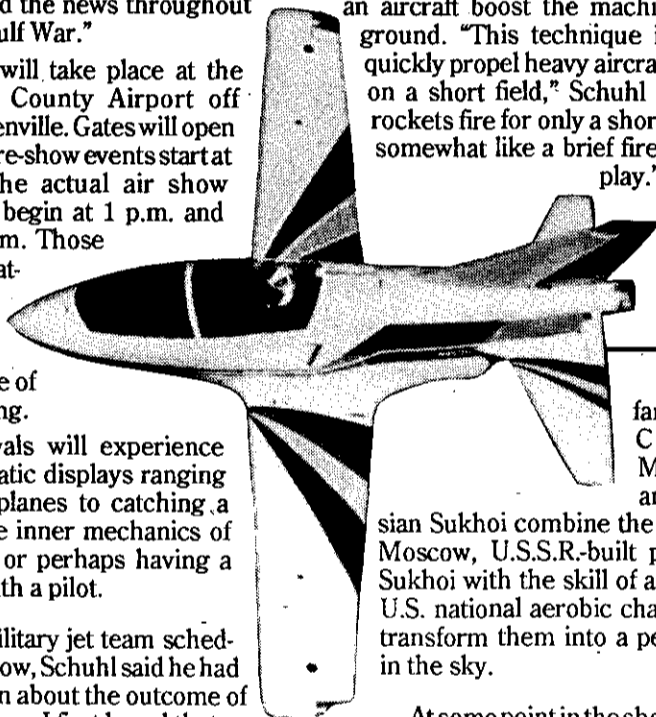 d the news throughout
ulf War.”
will take place at the
County Airport off
enville. Gates will open
re-show events start at
he actual air show
begin at 1 p.m. and
m. Those
at-
e of
ng.
vals will experience
atic displays ranging
planes to catching a
e inner mechanics of
or perhaps having a
th a pilot.
ilitary jet team sched-
ow, Schuhl said he had
n about the outcome of
an aircraft boost the machi
ground. “This technique i
quickly propel heavy aircra
on a short field,” Schuhl
rockets fire for only a shor
somewhat like a brief fire
play.”
far
C
M
ar
sian Sukhoi combine the
Moscow, U.S.S.R.-built p
Sukhoi with the skill of a
U.S. national aerobic cha
transform them into a pe
in the sky.
At some point in the sho